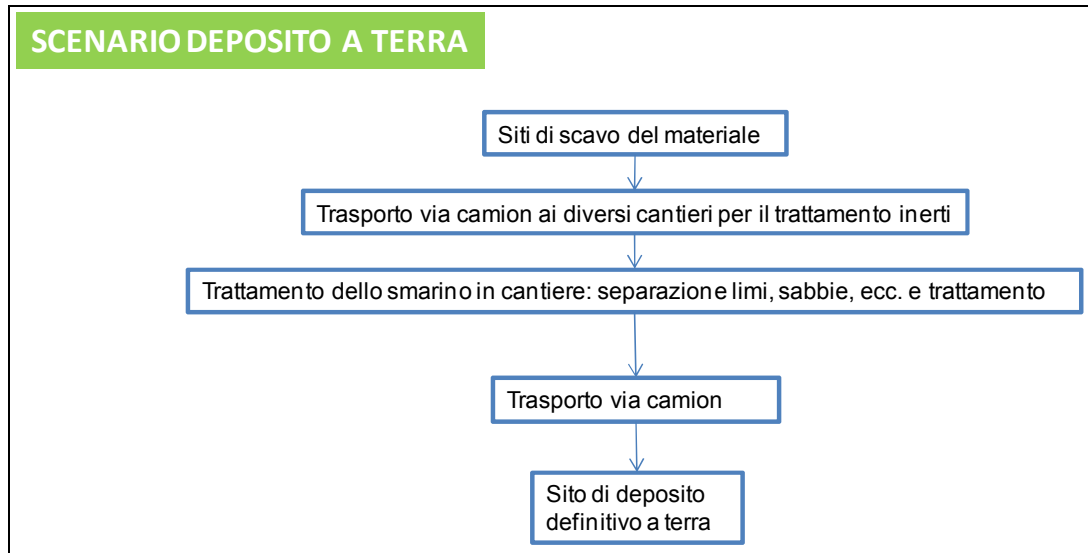 SCENARIO DEPOSITO A TERRA
Siti di scavo del materiale
Trasporto via camion ai diversi cantieri per il trattamento inerti
Trattamento dello smarino in cantiere: separazione limi, sabbie, ecc. e trattamento
Trasporto via camion
Sito di deposito
definitivo a terra